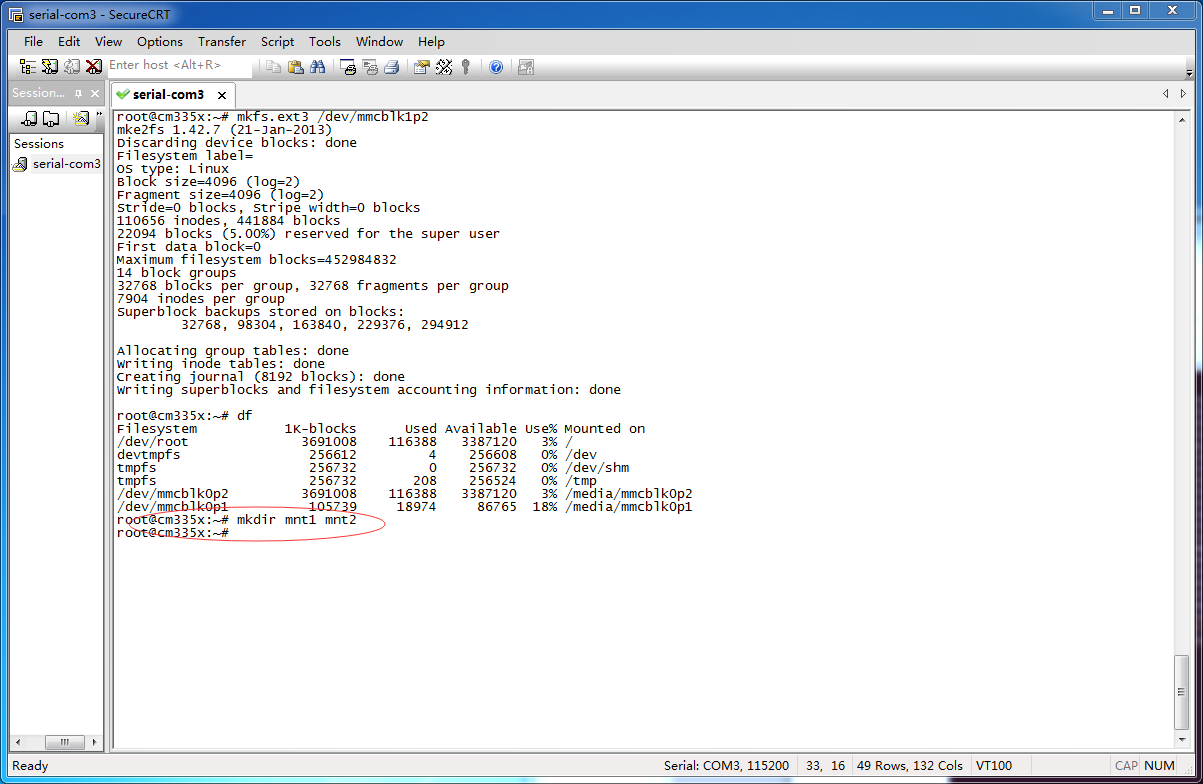 serial-com3 - SecureCRT
File Edit View Options Transfer Script Tools Window Help
Enter host <Alt+R>
Session...
serial-com3
Sessions
serial-com3
root@cm335x:~# mkfs.ext3 /dev/mmcblk1p2
mke2fs 1.42.7 (21-Jan-2013)
Discarding device blocks: done
Filesystem label=
OS type: Linux
Block size=4096 (log=2)
Fragment size=4096 (log=2)
Stride=0 blocks, Stripe width=0 blocks
110656 inodes, 441884 blocks
22094 blocks (5.00%) reserved for the super user
First data block=0
Maximum filesystem blocks=452984832
14 block groups
32768 blocks per group, 32768 fragments per group
7904 inodes per group
Superblock backups stored on blocks:
32768, 98304, 163840, 229376, 294912
Allocating group tables: done
Writing inode tables: done
Creating journal (8192 blocks): done
Writing superblocks and filesystem accounting information: done
root@cm335x:~# df
Filesystem 1K-blocks Used Available Use% Mounted on
/dev/root 3691008 116388 3387120 3% /
devtmpfs 256612 4 256608 0% /dev
tmpfs 256732 0 256732 0% /dev/shm
tmpfs 256732 208 256524 0% /tmp
/dev/mmcblk0p2 3691008 116388 3387120 3% /media/mmcblk0p2
/dev/mmcblk0p1 105739 18974 86765 18% /media/mmcblk0p1
root@cm335x:~# mkdir mnt1 mnt2
root@cm335x:~#
Ready Serial: COM3, 115200 33, 16 49 Rows, 132 Cols VT100 CAP NUM